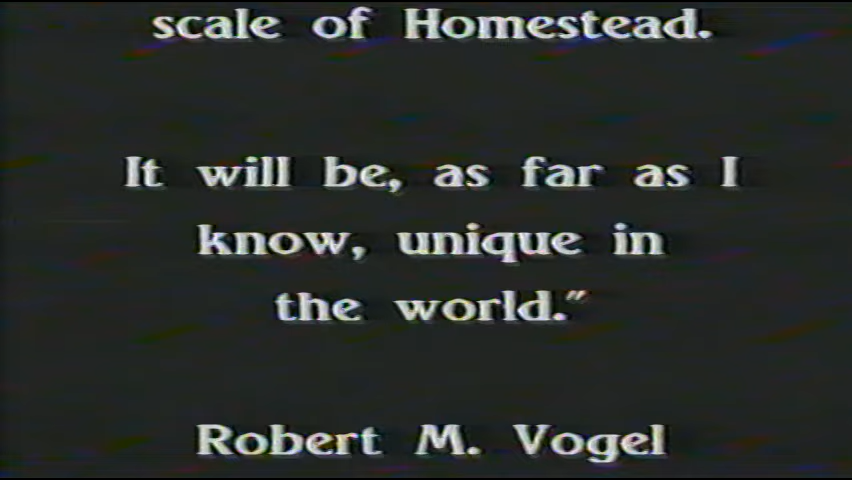 scale of Homestead.
It will be, as far as I
know, unique in
the world."
Robert M. Vogel